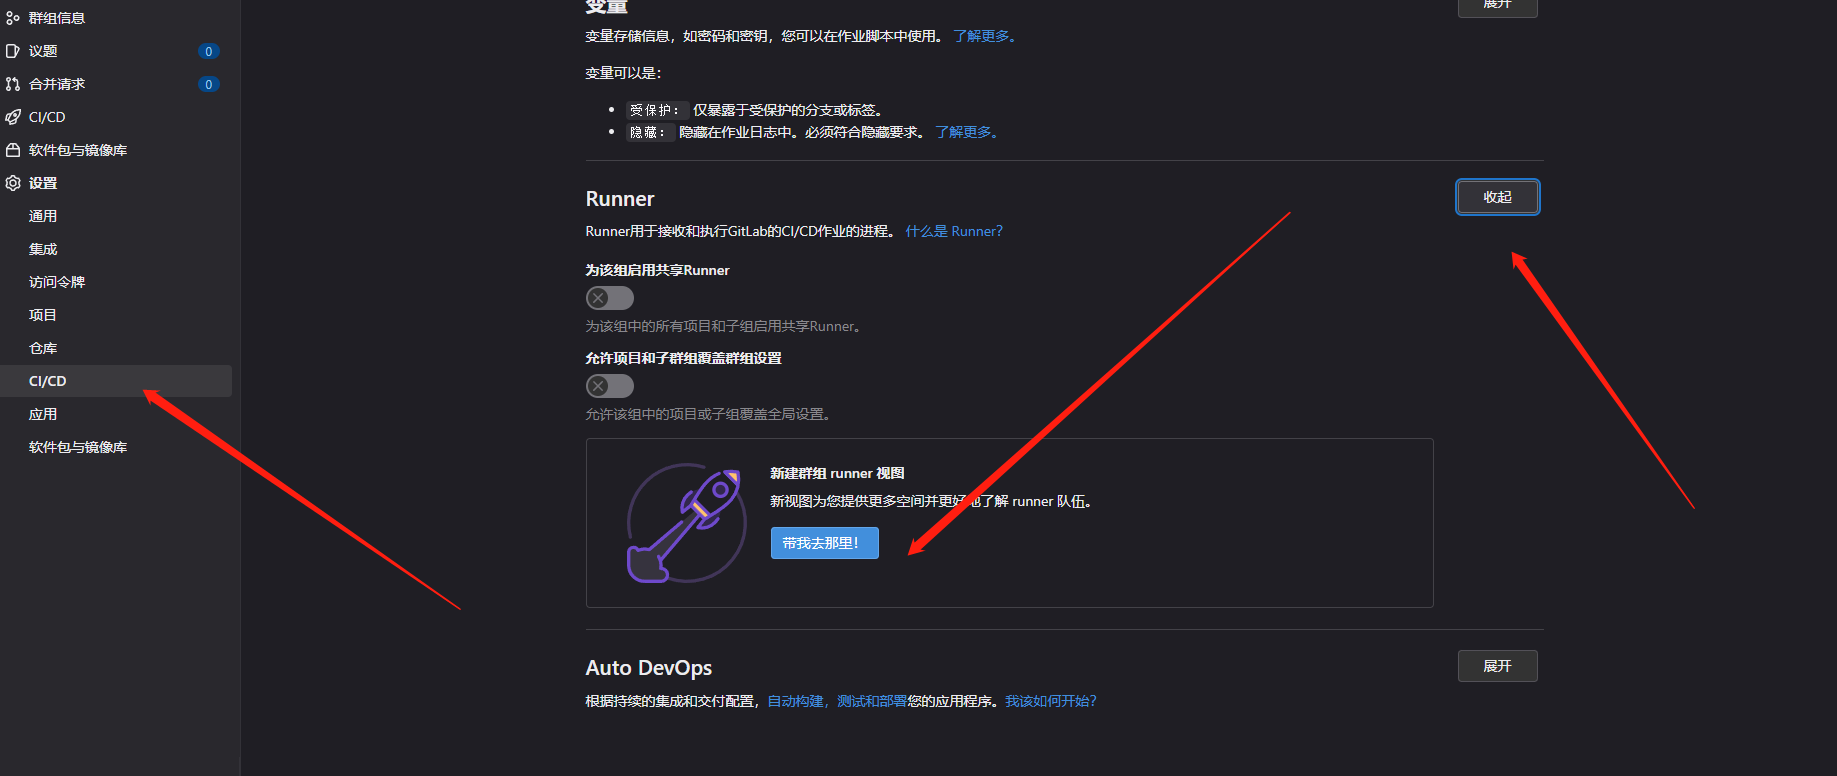 群组信息
议题 0
合并请求 0
CI/CD
软件包与镜像库
设置
通用
集成
访问令牌
项目
仓库
CI/CD
应用
软件包与镜像库
变量
展开
变量存储信息，如密码和密钥，您可以在作业脚本中使用。 了解更多。
变量可以是：
受保护： 仅暴露于受保护的分支或标签。
隐藏： 隐藏在作业日志中。必须符合隐藏要求。 了解更多。
Runner
收起
Runner用于接收和执行GitLab的CI/CD作业的进程。 什么是 Runner?
为该组启用共享Runner
为该组中的所有项目和子组启用共享Runner。
允许项目和子群组覆盖群组设置
允许该组中的项目或子组覆盖全局设置。
新建群组 runner 视图
新视图为您提供更多空间并更好地了解 runner 队伍。
带我去那里！
Auto DevOps
展开
根据持续的集成和交付配置，自动构建，测试和部署您的应用程序。我该如何开始?